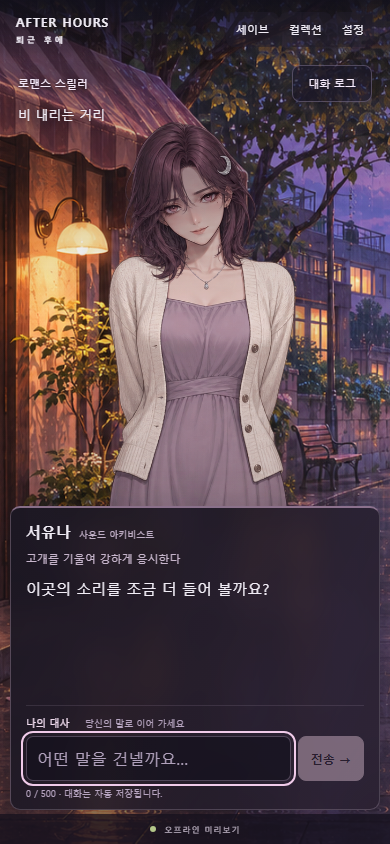 AFTER HOURS
퇴근 후에
세이브 컬렉션 설정
로맨스 스릴러
대화 로그
비 내리는 거리
서유나 사운드 아키비스트
고개를 기울여 강하게 응시한다
이곳의 소리를 조금 더 들어 볼까요?
나의 대사 당신의 말로 이어 가세요
어떤 말을 건넬까요...
전송 →
0 / 500 · 대화는 자동 저장됩니다.
오프라인 미리보기